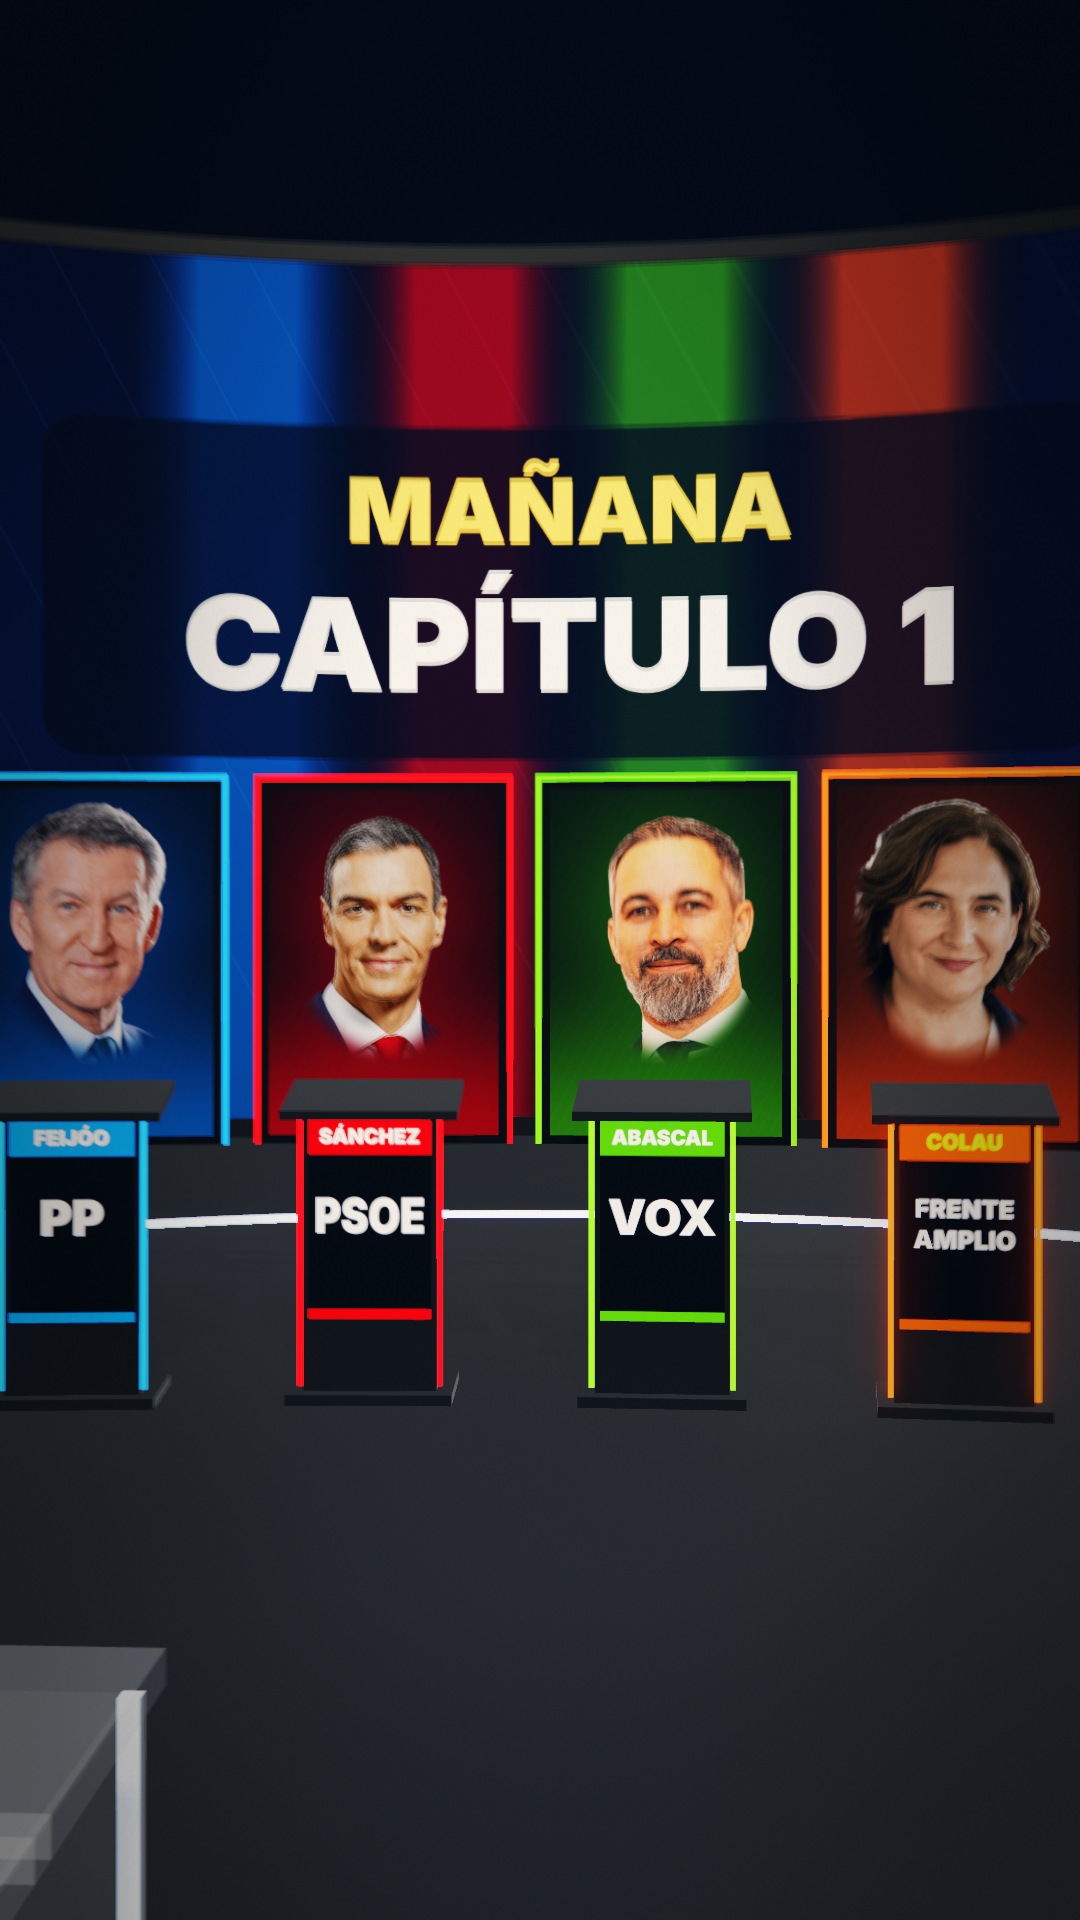 MAÑANA
CAPÍTULO 1
FEIJÓO
PP
SÁNCHEZ
PSOE
ABASCAL
VOX
COLAU
FRENTE
AMPLIO